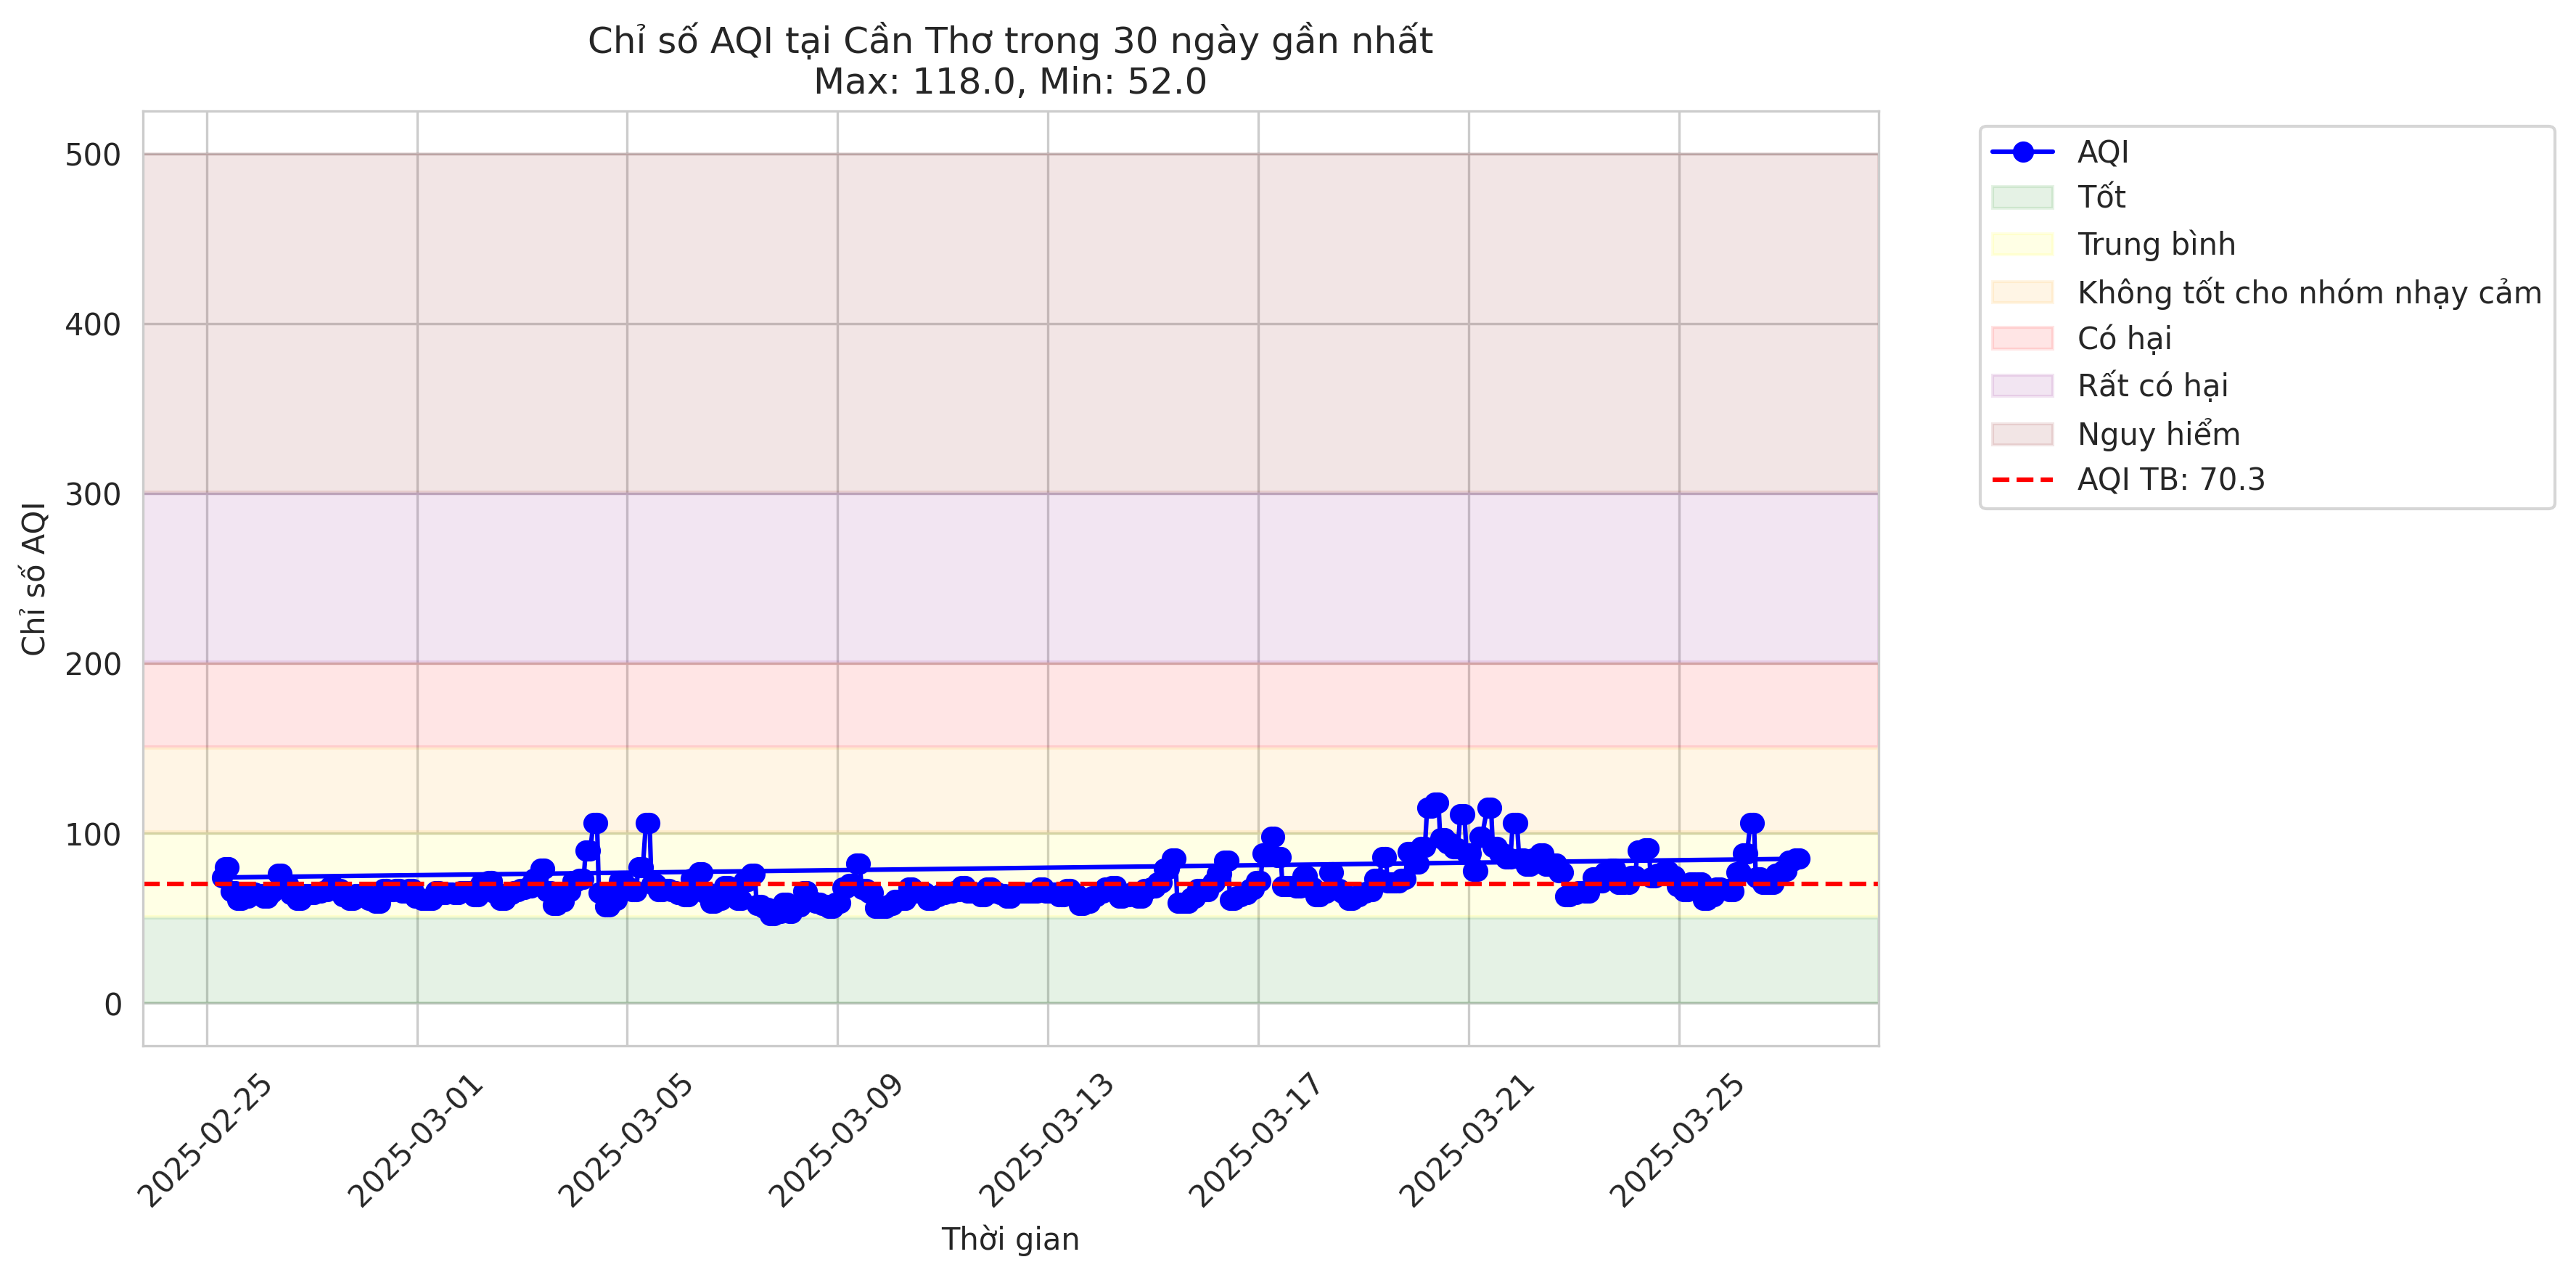 Chỉ số AQI tại Cần Thơ trong 30 ngày gần nhất
Max: 118.0, Min: 52.0
Chỉ số AQI
500
400
300
200
100
0
2025-02-25
2025-03-01
2025-03-05
2025-03-09
2025-03-13
2025-03-17
2025-03-21
2025-03-25
Thời gian
AQI
Tốt
Trung bình
Không tốt cho nhóm nhạy cảm
Có hại
Rất có hại
Nguy hiểm
AQI TB: 70.3